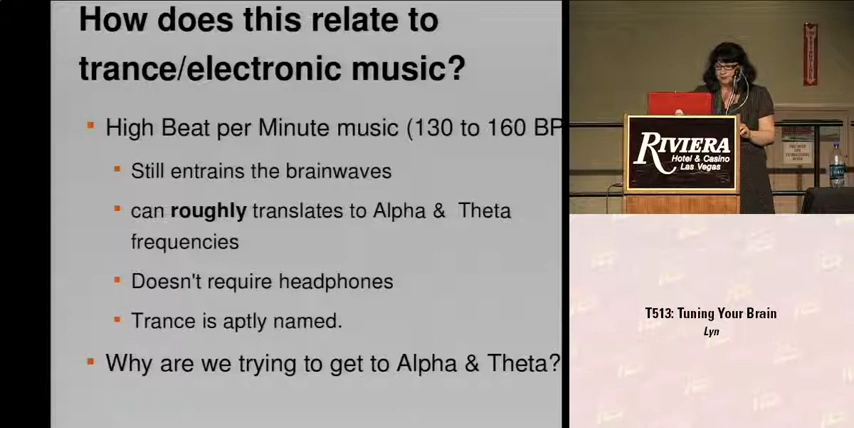 How does this relate to
trance/electronic music?
High Beat per Minute music (130 to 160 BP
Still entrains the brainwaves
can roughly translates to Alpha & Theta
frequencies
Doesn't require headphones
Trance is aptly named.
Why are we trying to get to Alpha & Theta?
RIVIERA
Hotel & Casino
Las Vegas
T513: Tuning Your Brain
Lyn